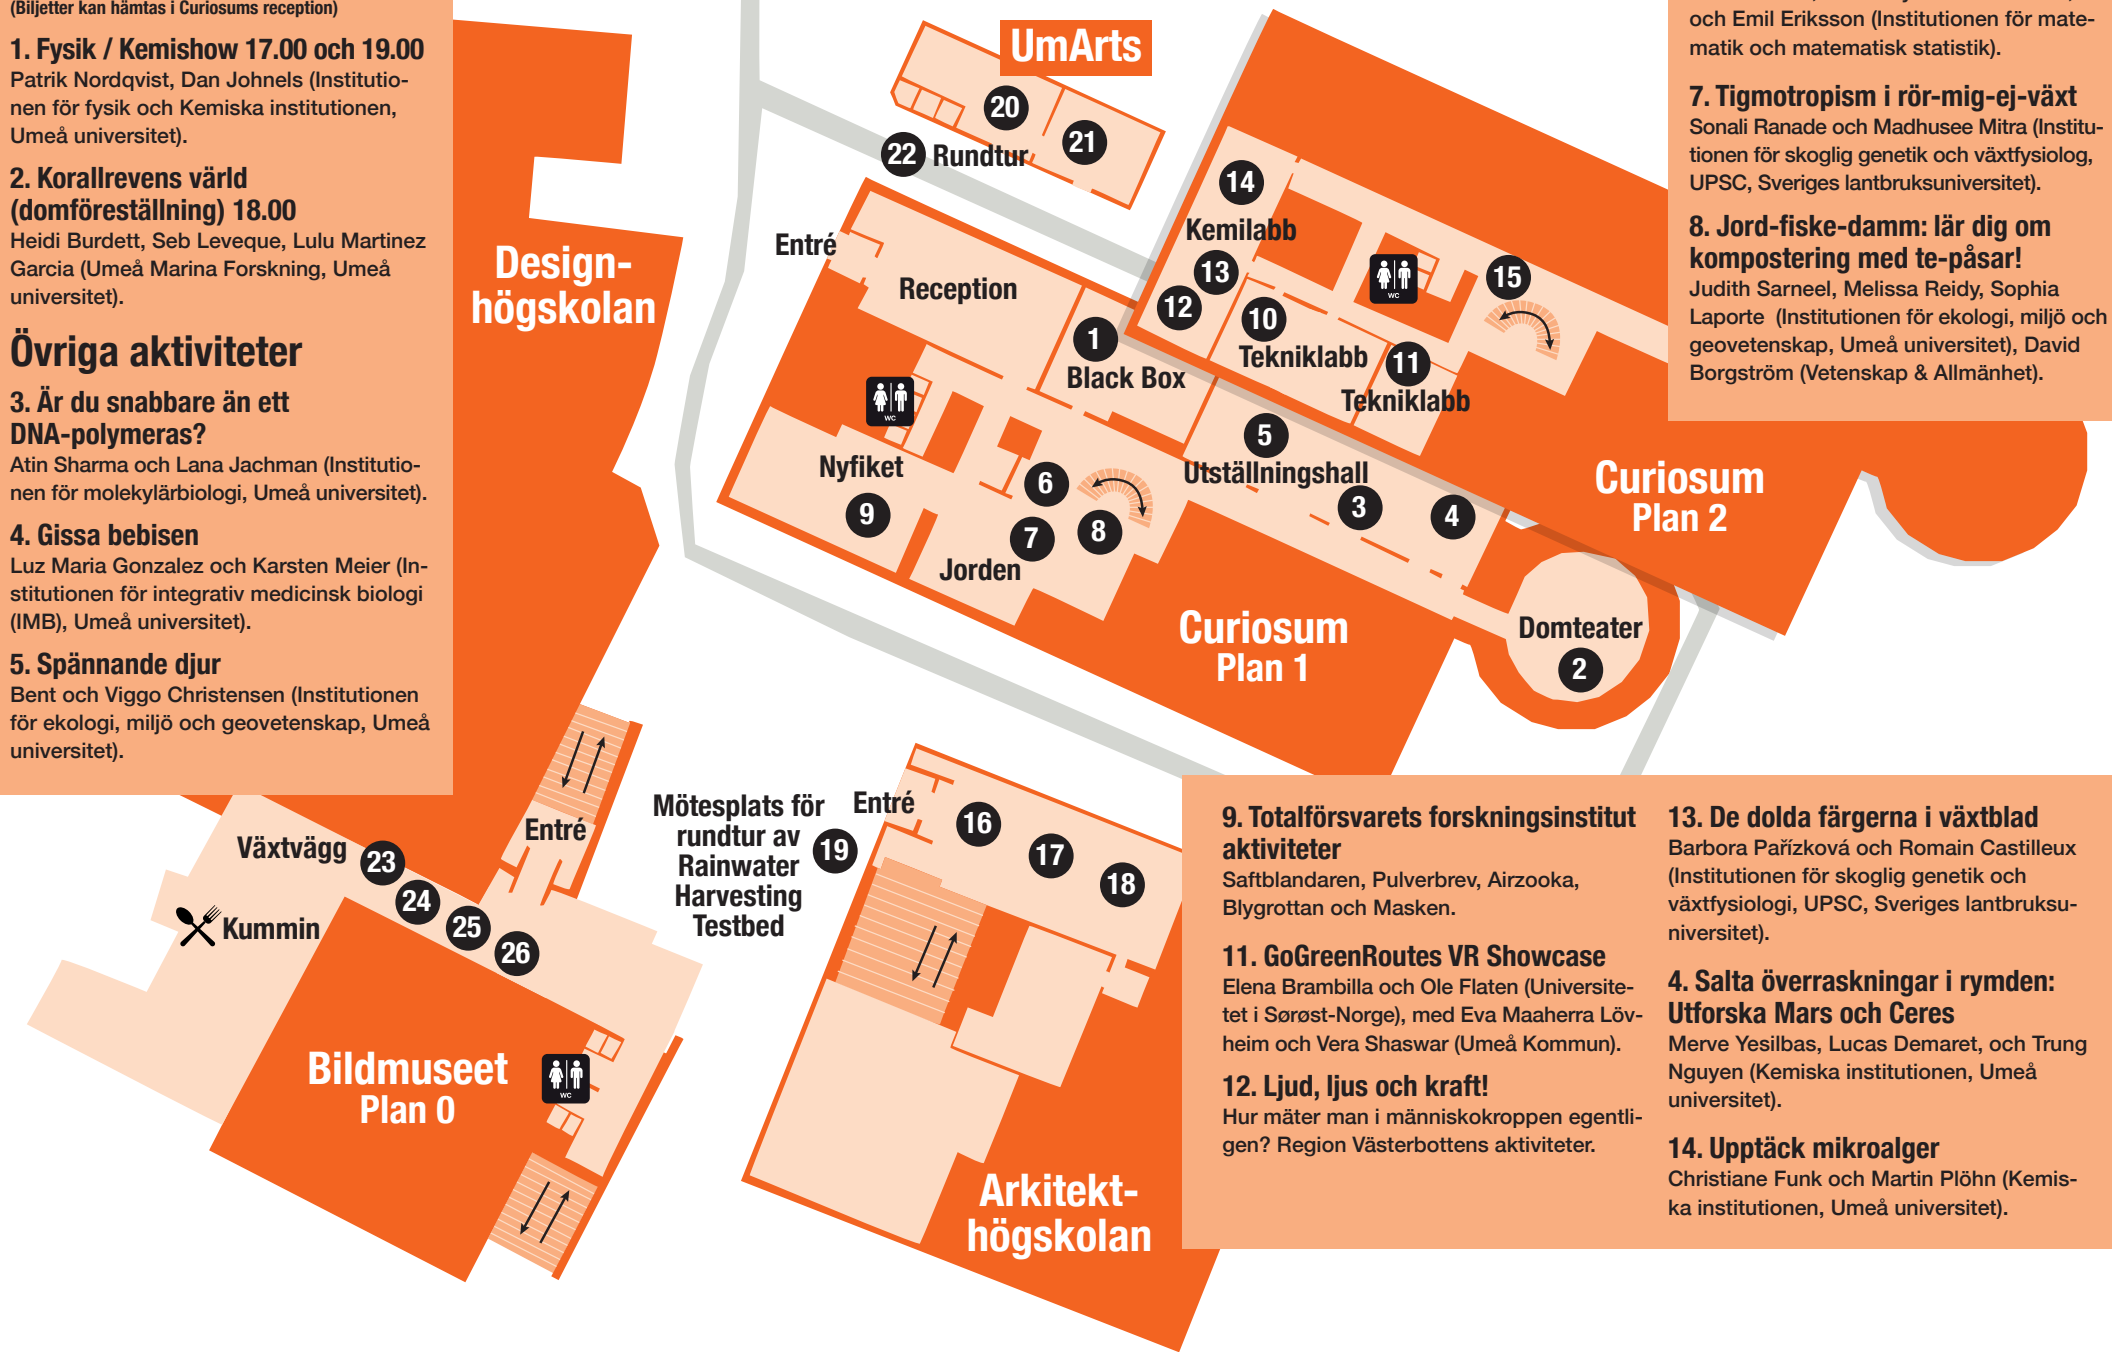 (Biljetter kan hämtas i Curiosums reception)
1. Fysik / Kemishow 17.00 och 19.00
Patrik Nordqvist, Dan Johnels (Institutio-
nen för fysik och Kemiska institutionen,
Umeå universitet).
2. Korallrevens värld
(domföreställning) 18.00
Heidi Burdett, Seb Leveque, Lulu Martinez
Garcia (Umeå Marina Forskning, Umeå
universitet).
Övriga aktiviteter
3. Är du snabbare än ett
DNA-polymeras?
Atin Sharma och Lana Jachman (Institutio-
nen för molekylärbiologi, Umeå universitet).
4. Gissa bebisen
Luz Maria Gonzalez och Karsten Meier (In-
stitutionen för integrativ medicinsk biologi
(IMB), Umeå universitet).
5. Spännande djur
Bent och Viggo Christensen (Institutionen
för ekologi, miljö och geovetenskap, Umeå
universitet).
Design-
högskolan
UmArts
20
21
22 Rundtur
Entré
Reception
1
Black Box
WC
Nyfiket
9
6
7
8
Jorden
5
Utställningshall
3
4
Curiosum
Plan 1
Domteater
2
14
Kemilabb
13
12
10
Tekniklabb
11
Tekniklabb
WC
15
Curiosum
Plan 2
och Emil Eriksson (Institutionen för mate-
matik och matematisk statistik).
7. Tigmotropism i rör-mig-ej-växt
Sonali Ranade och Madhusee Mitra (Institu-
tionen för skoglig genetik och växtfysiolog,
UPSC, Sveriges lantbruksuniversitet).
8. Jord-fiske-damm: lär dig om
kompostering med te-påsar!
Judith Sarneel, Melissa Reidy, Sophia
Laporte (Institutionen för ekologi, miljö och
geovetenskap, Umeå universitet), David
Borgström (Vetenskap & Allmänhet).
Växtvägg
23
24
25
26
Entré
Kummin
Bildmuseet
Plan 0
WC
Mötesplats för
rundtur av
Rainwater
Harvesting
Testbed
19
Entré
16
17
18
Arkitekt-
högskolan
9. Totalförsvarets forskningsinstitut
aktiviteter
Saftblandaren, Pulverbrev, Airzooka,
Blygrottan och Masken.
11. GoGreenRoutes VR Showcase
Elena Brambilla och Ole Flaten (Universite-
tet i Sørøst-Norge), med Eva Maaherra Löv-
heim och Vera Shaswar (Umeå Kommun).
12. Ljud, ljus och kraft!
Hur mäter man i människokroppen egentli-
gen? Region Västerbottens aktiviteter.
13. De dolda färgerna i växtblad
Barbora Pařízková och Romain Castilleux
(Institutionen för skoglig genetik och
växtfysiologi, UPSC, Sveriges lantbruksu-
niversitet).
4. Salta överraskningar i rymden:
Utforska Mars och Ceres
Merve Yesilbas, Lucas Demaret, och Trung
Nguyen (Kemiska institutionen, Umeå
universitet).
14. Upptäck mikroalger
Christiane Funk och Martin Plöhn (Kemis-
ka institutionen, Umeå universitet).